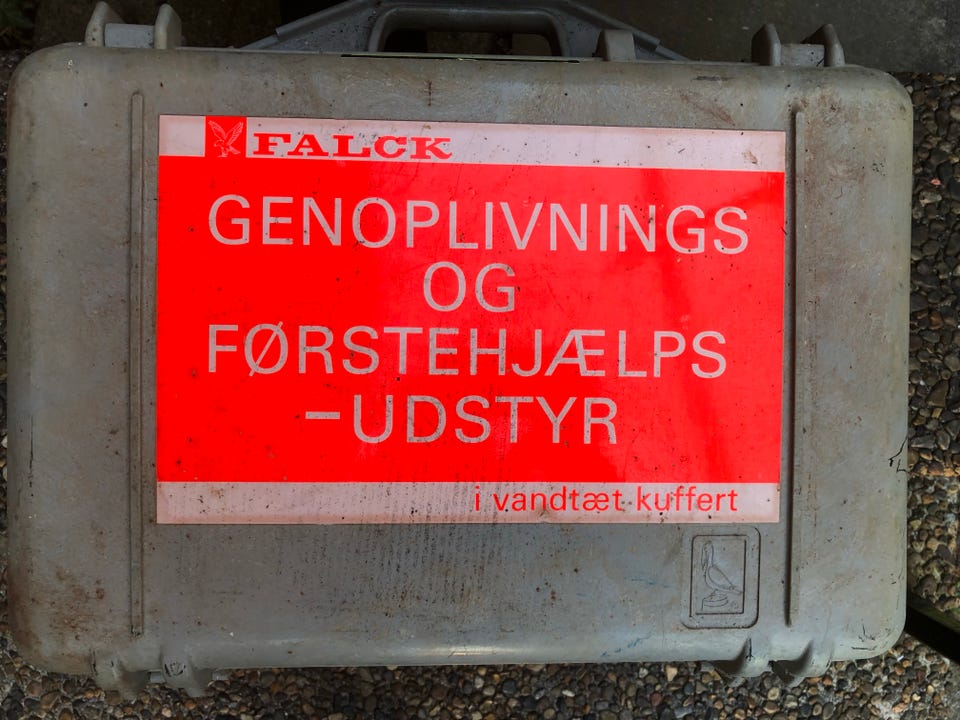 FALCK
GENOPLIVNINGS
OG
FØRSTEHJÆLPS
-UDSTYR
i vandtæt kuffert